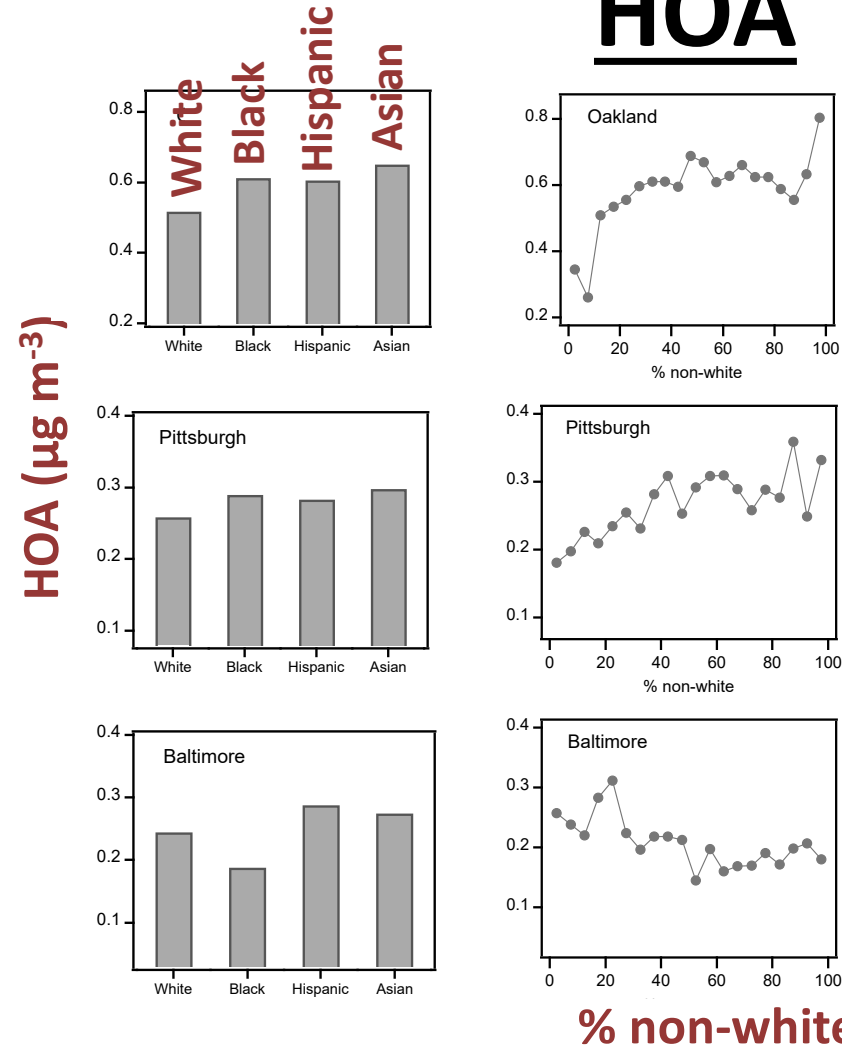 HOA
White
Black
Hispanic
Asian
HOA (µg m-3)
0.8
0.6
0.4
0.2
White Black Hispanic Asian
Oakland
0.8
0.6
0.4
0.2
0 20 40 60 80 100
% non-white
Pittsburgh
0.4
0.3
0.2
0.1
White Black Hispanic Asian
Pittsburgh
0.4
0.3
0.2
0.1
0 20 40 60 80 100
% non-white
Baltimore
0.4
0.3
0.2
0.1
White Black Hispanic Asian
Baltimore
0.4
0.3
0.2
0.1
0 20 40 60 80 100
% non-white